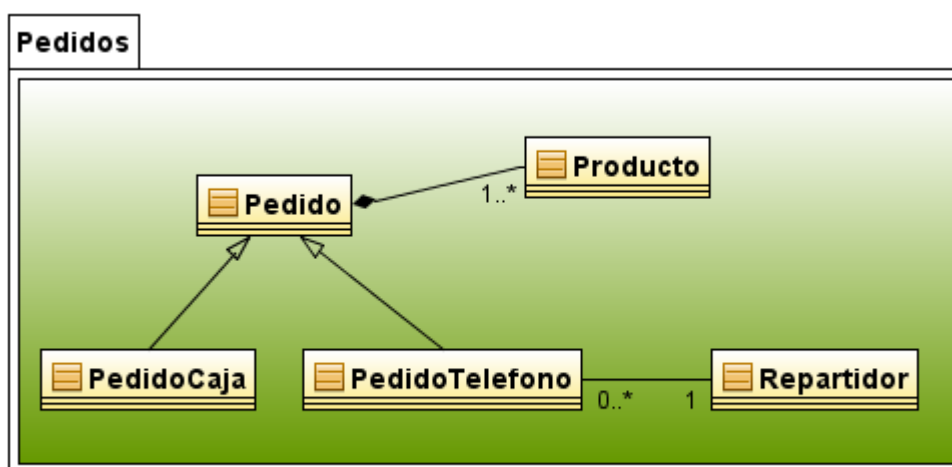 Pedidos
Producto
1..*
Pedido
PedidoCaja
PedidoTelefono
0..*
1
Repartidor